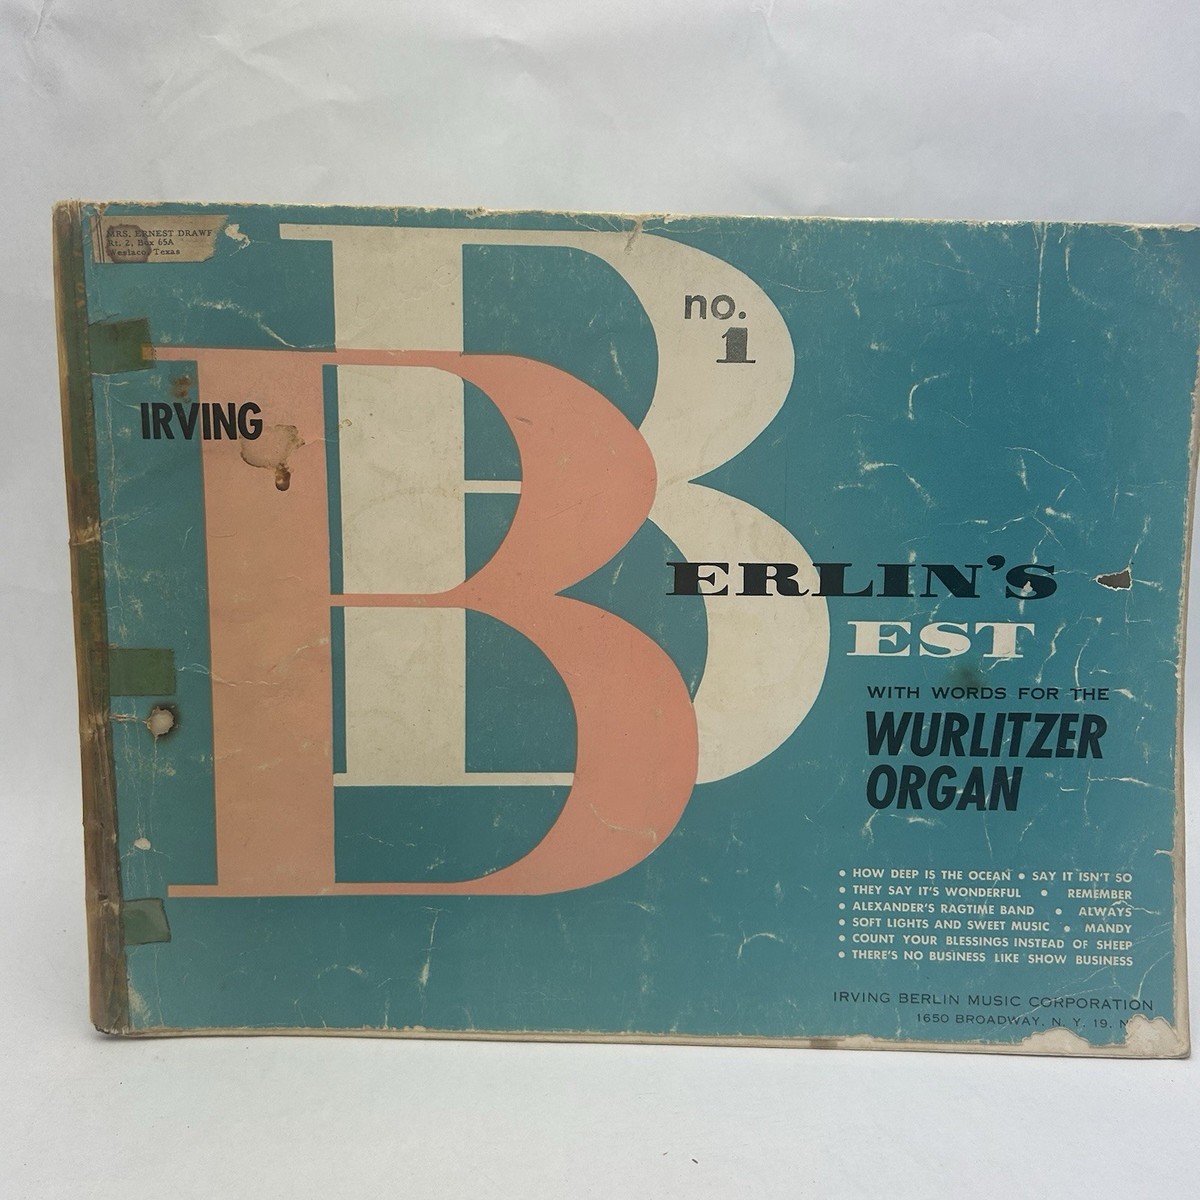 MRS. ERNEST DRAWE
Rt. 2, Box 65A
Weslaco, Texas
no.
1
IRVING
BERLIN'S
BEST
WITH WORDS FOR THE
WURLITZER
ORGAN
• HOW DEEP IS THE OCEAN • SAY IT ISN'T SO
• THEY SAY IT'S WONDERFUL • REMEMBER
• ALEXANDER'S RAGTIME BAND • ALWAYS
• SOFT LIGHTS AND SWEET MUSIC • MANDY
• COUNT YOUR BLESSINGS INSTEAD OF SHEEP
• THERE'S NO BUSINESS LIKE SHOW BUSINESS
IRVING BERLIN MUSIC CORPORATION
1650 BROADWAY, N. Y. 19, N